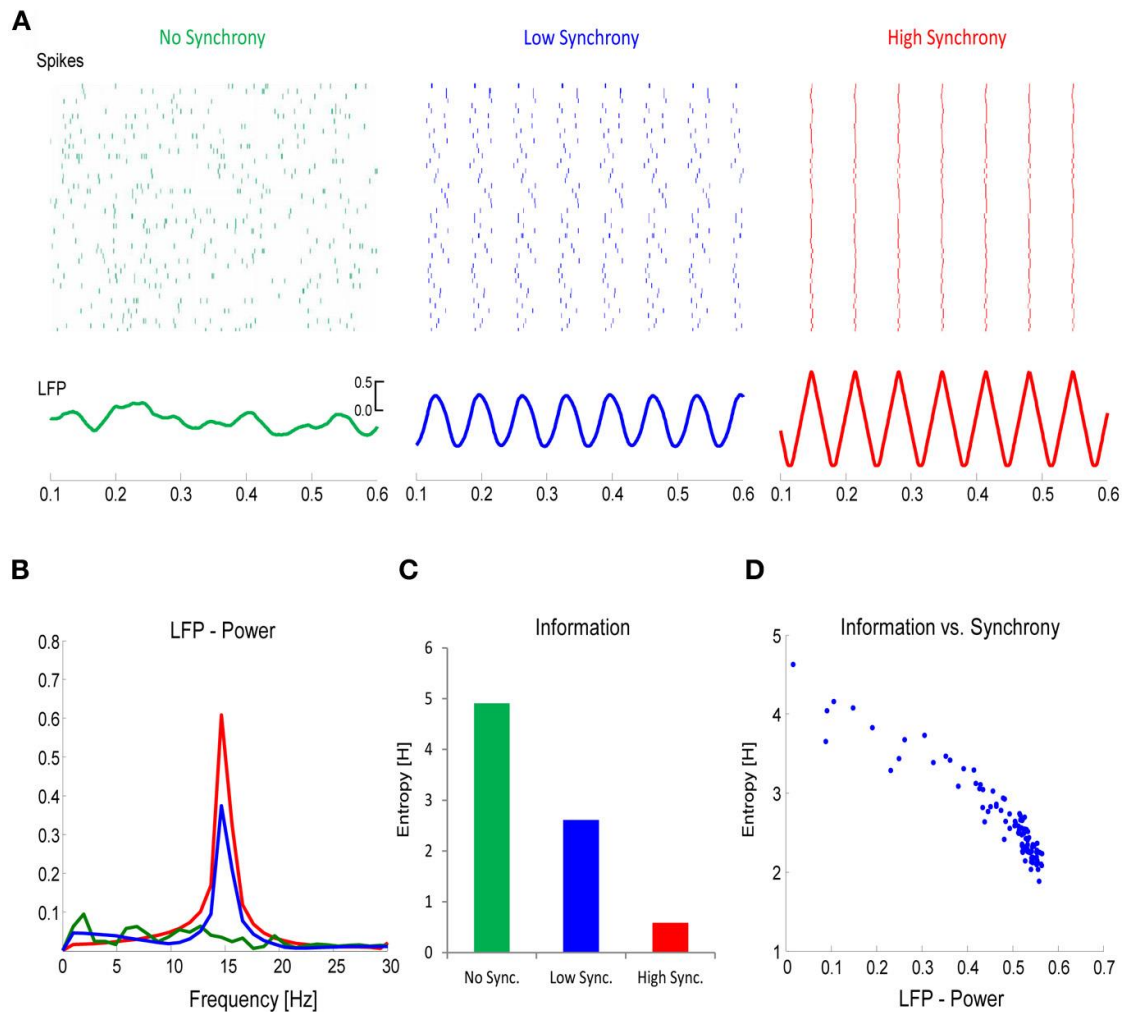 A
No Synchrony Low Synchrony High Synchrony
Spikes
LFP
0.5
0.0
0.1 0.2 0.3 0.4 0.5 0.6 0.1 0.2 0.3 0.4 0.5 0.6 0.1 0.2 0.3 0.4 0.5 0.6
B
LFP - Power
0.8
0.7
0.6
0.5
0.4
0.3
0.2
0.1
0 5 10 15 20 25 30
Frequency [Hz]
C
Information
Entropy [H]
6
5
4
3
2
1
0
No Sync. Low Sync. High Sync.
D
Information vs. Synchrony
Entropy [H]
5
4
3
2
1
0 0.1 0.2 0.3 0.4 0.5 0.6 0.7
LFP - Power